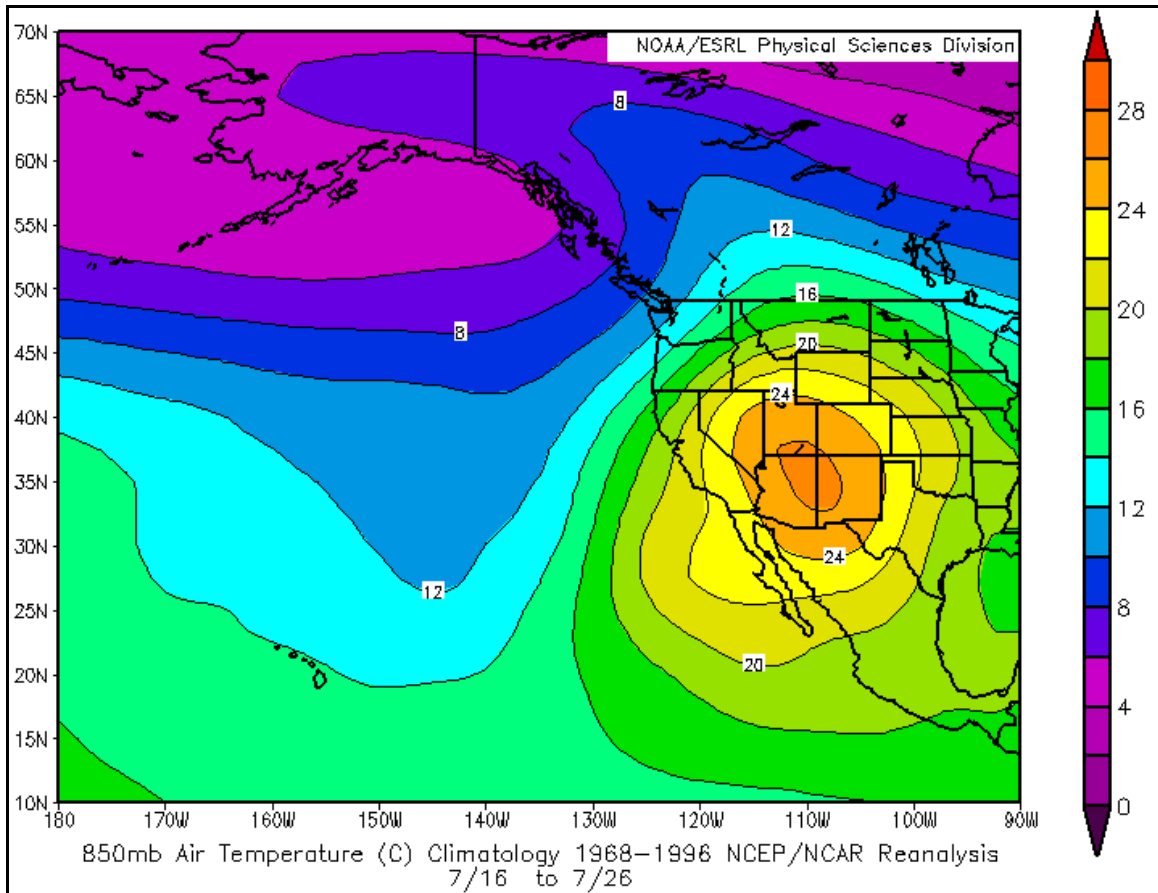 NOAA/ESRL Physical Sciences Division
70N
65N
60N
55N
50N
45N
40N
35N
30N
25N
20N
15N
10N
8
12
16
8
20
24
24
12
20
180
170W
160W
150W
140W
130W
120W
110W
100W
90W
28
24
20
16
12
8
4
0
850mb Air Temperature (C) Climatology 1968-1996 NCEP/NCAR Reanalysis
7/16 to 7/26